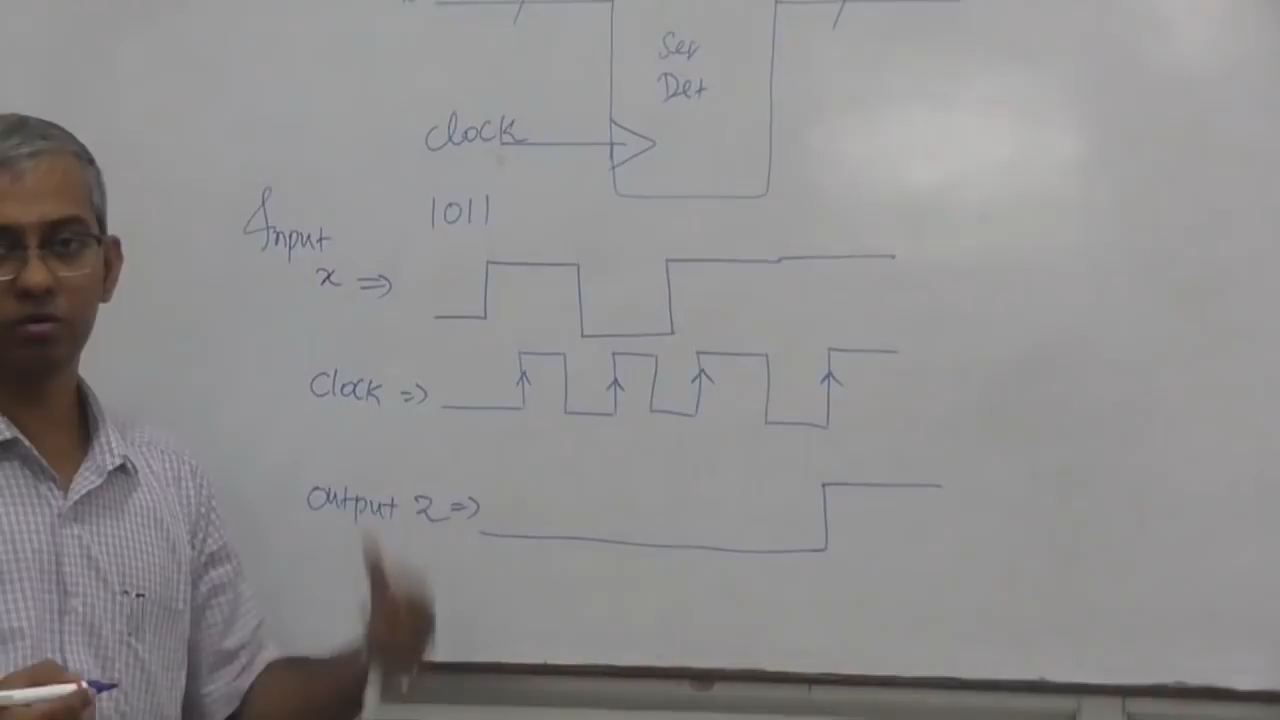 Seq
Det
Clock
1011
Input
x ⇒
Clock ⇒
Output z ⇒